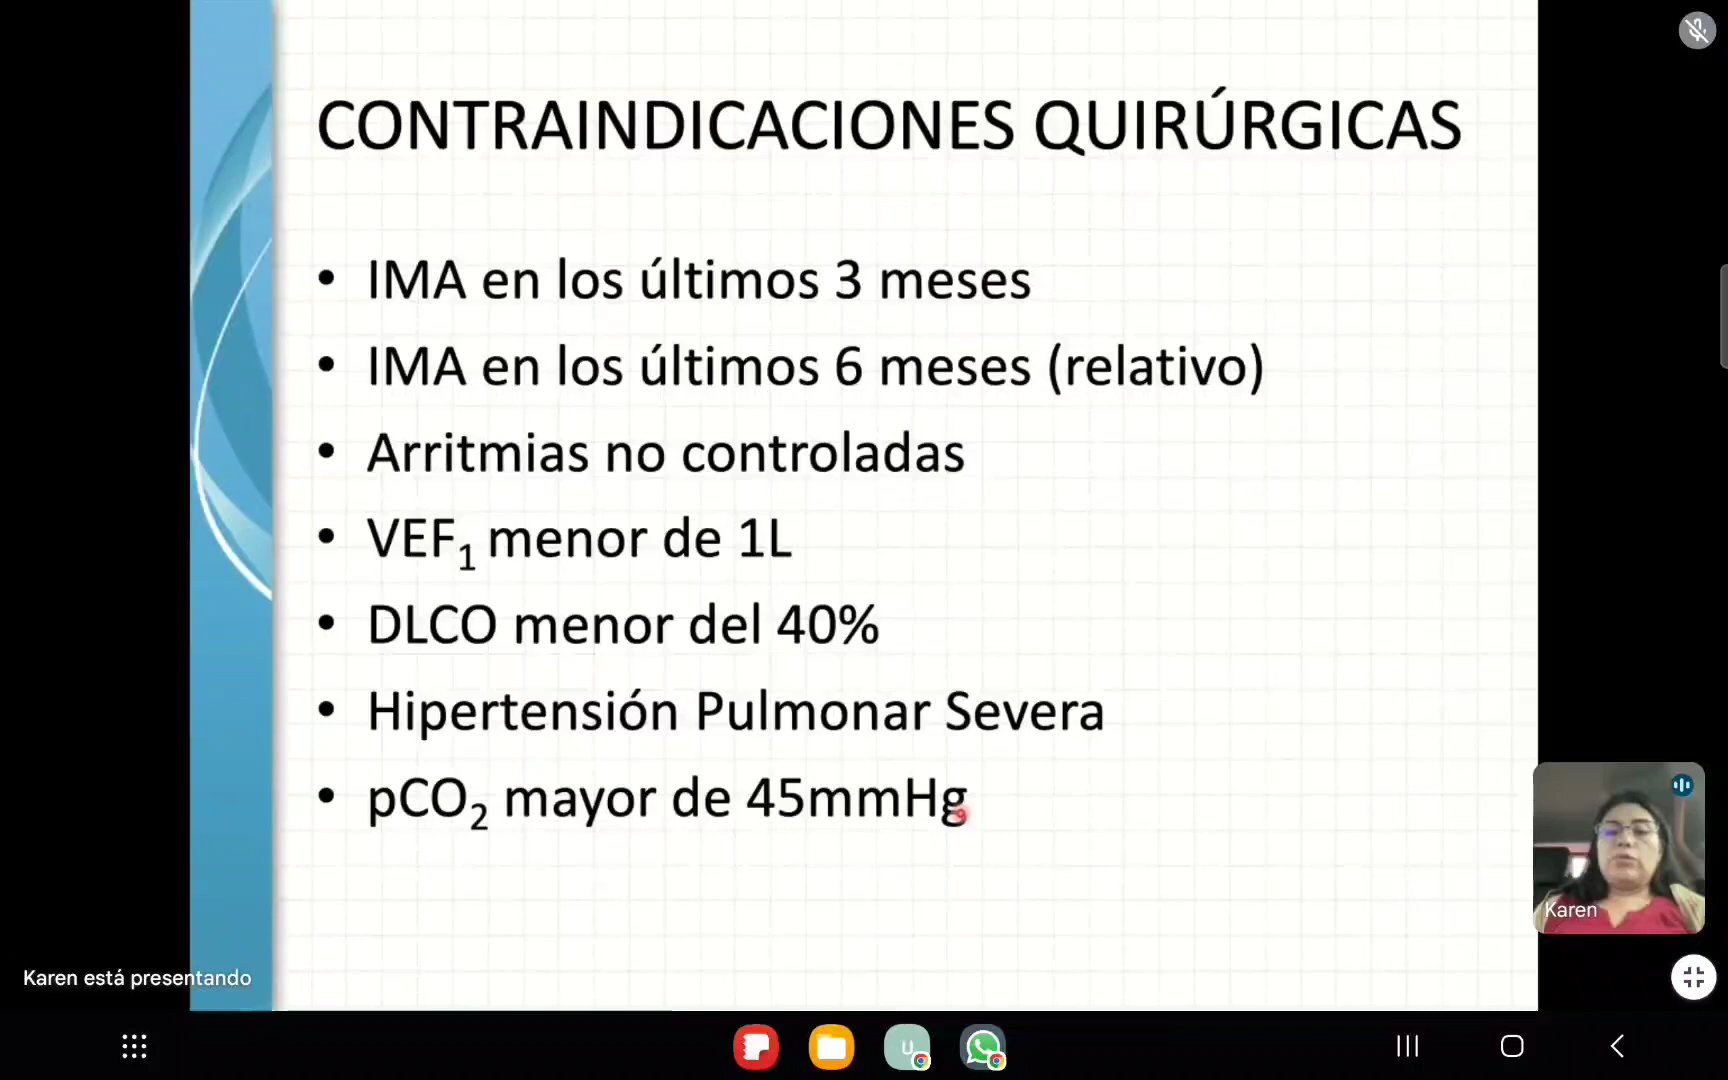 CONTRAINDICACIONES QUIRÚRGICAS
• IMA en los últimos 3 meses
• IMA en los últimos 6 meses (relativo)
• Arritmias no controladas
• VEF₁ menor de 1L
• DLCO menor del 40%
• Hipertensión Pulmonar Severa
• pCO₂ mayor de 45mmHg
Karen
Karen está presentando
U